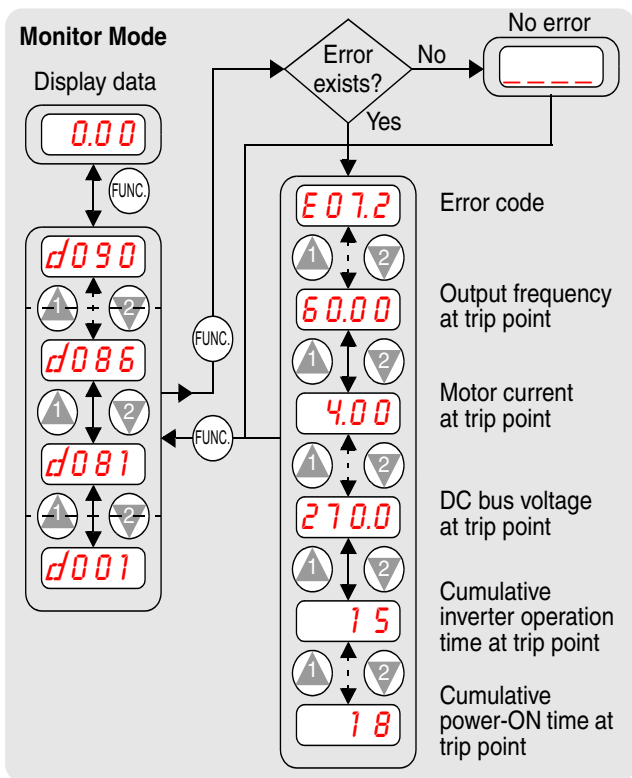 Monitor Mode
Display data
0.00
FUNC.
d090
1 2
d086
1 2
d081
1 2
d001
FUNC.
FUNC.
Error
exists?
No
Yes
No error
_ _ _ _
E07.2
Error code
1 2
60.00
Output frequency
at trip point
1 2
4.00
Motor current
at trip point
1 2
270.0
DC bus voltage
at trip point
1 2
15
Cumulative
inverter operation
time at trip point
1 2
18
Cumulative
power-ON time at
trip point